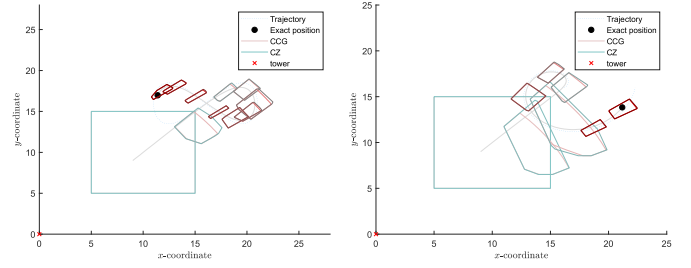 25
20
15
10
5
0
0 5 10 15 20 25
y-coordinate
x-coordinate
Trajectory
Exact position
CCG
CZ
tower
25
20
15
10
5
0
0 5 10 15 20 25
y-coordinate
x-coordinate
Trajectory
Exact position
CCG
CZ
tower